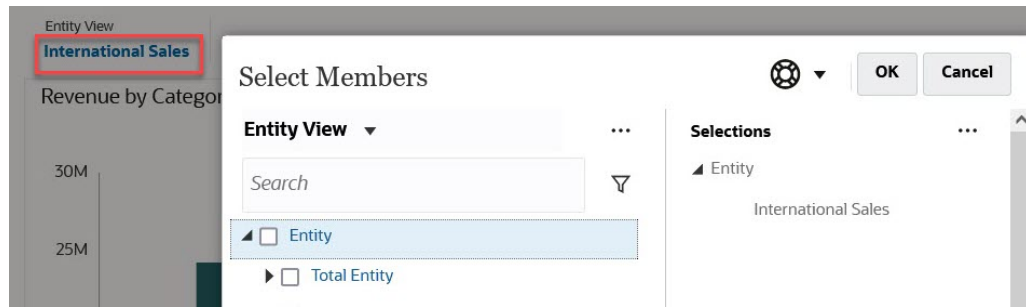 Entity View
International Sales
Revenue by Categor
30M
25M
Select Members
OK
Cancel
Entity View
...
Search
Entity
Total Entity
Selections
...
Entity
International Sales